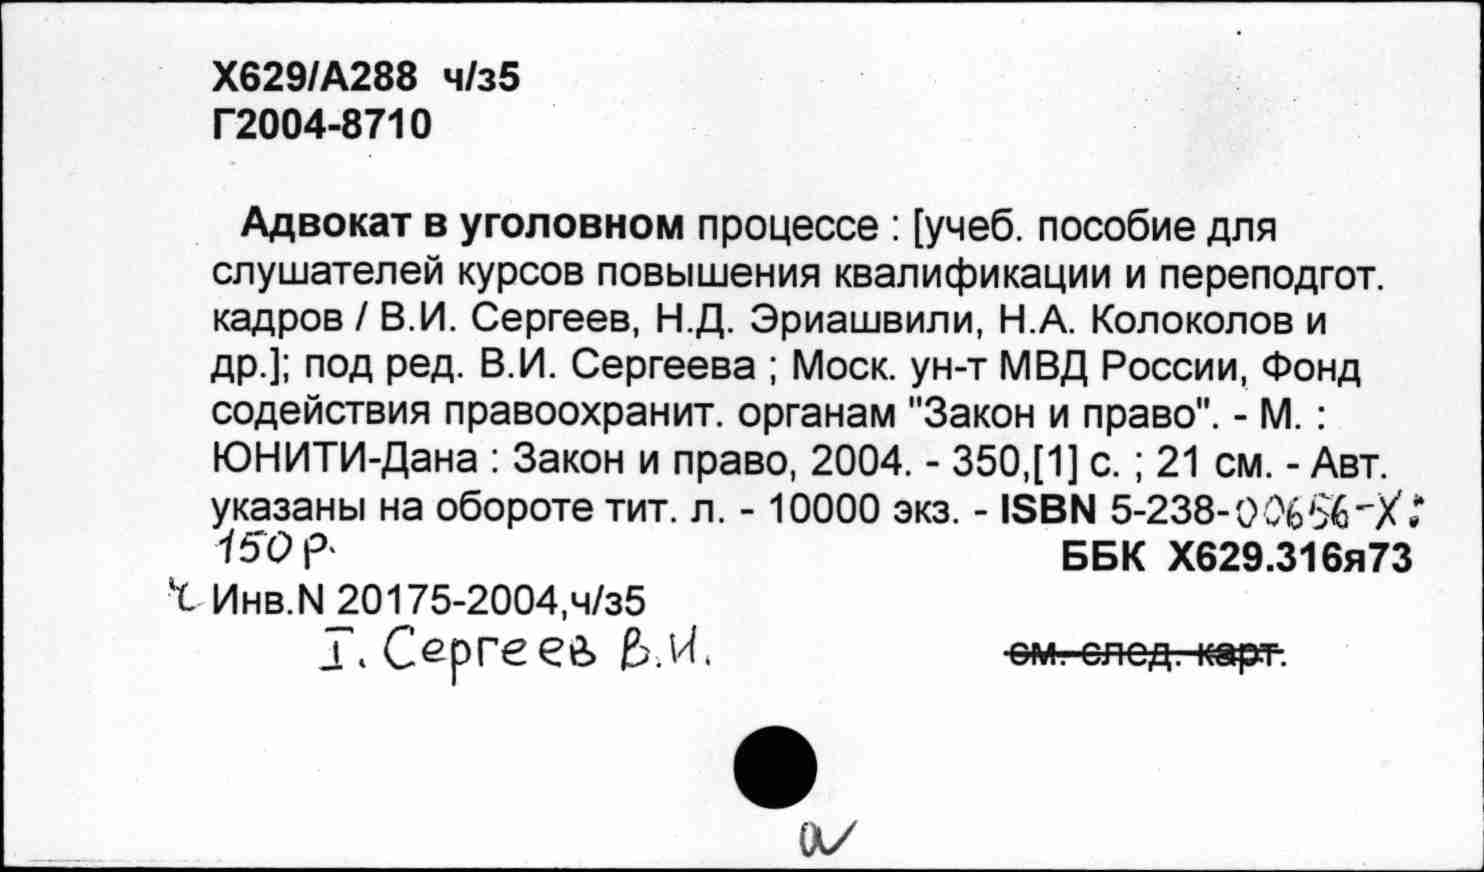 Х629/А288 ч/з5
Г2004-8710
Адвокат в уголовном процессе : [учеб. пособие для
слушателей курсов повышения квалификации и переподгот.
кадров / В.И. Сергеев, Н.Д. Эриашвили, Н.А. Колоколов и
др.]; под ред. В.И. Сергеева ; Моск. ун-т МВД России, Фонд
содействия правоохранит. органам "Закон и право". - М. :
ЮНИТИ-Дана : Закон и право, 2004. - 350,[1] с. ; 21 см. - Авт.
указаны на обороте тит. л. - 10000 экз. - ISBN 5-238-00656-X :
150 р.
ББК Х629.316я73
Инв.N 20175-2004,ч/з5
I. Сергеев В.И.
см. след. карт.